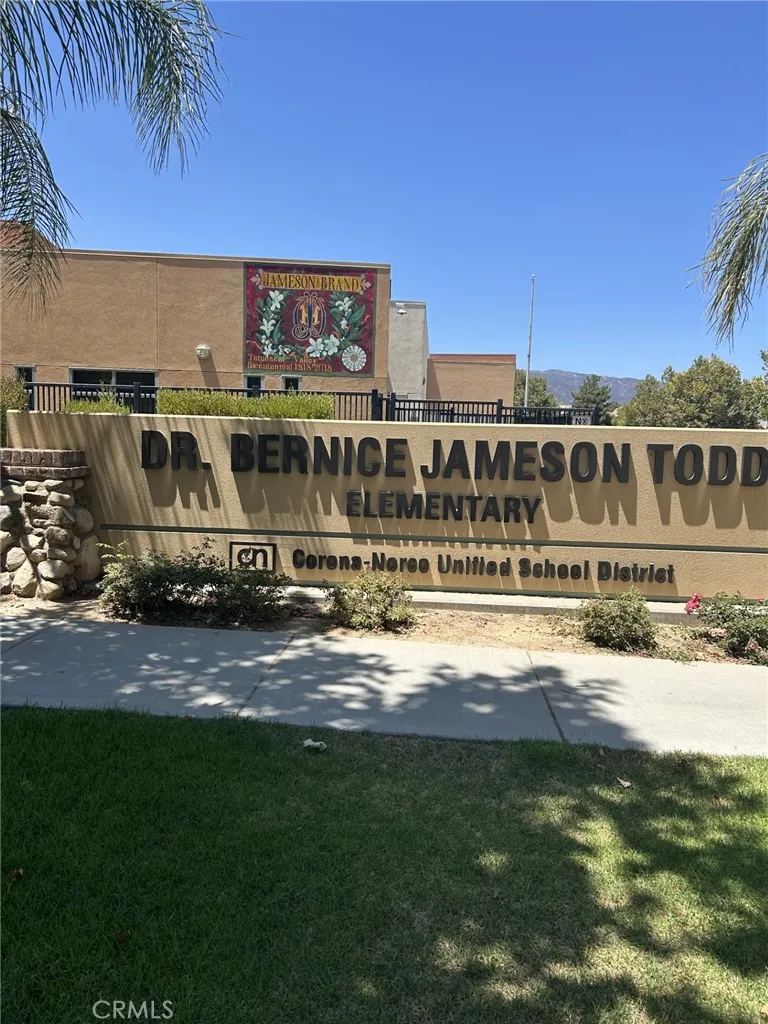 JAMESON BRAND
Temescal Valley
Bicentennial 1818-2018
DR. BERNICE JAMESON TODD
ELEMENTARY
cn Corona-Norco Unified School District
CRMLS